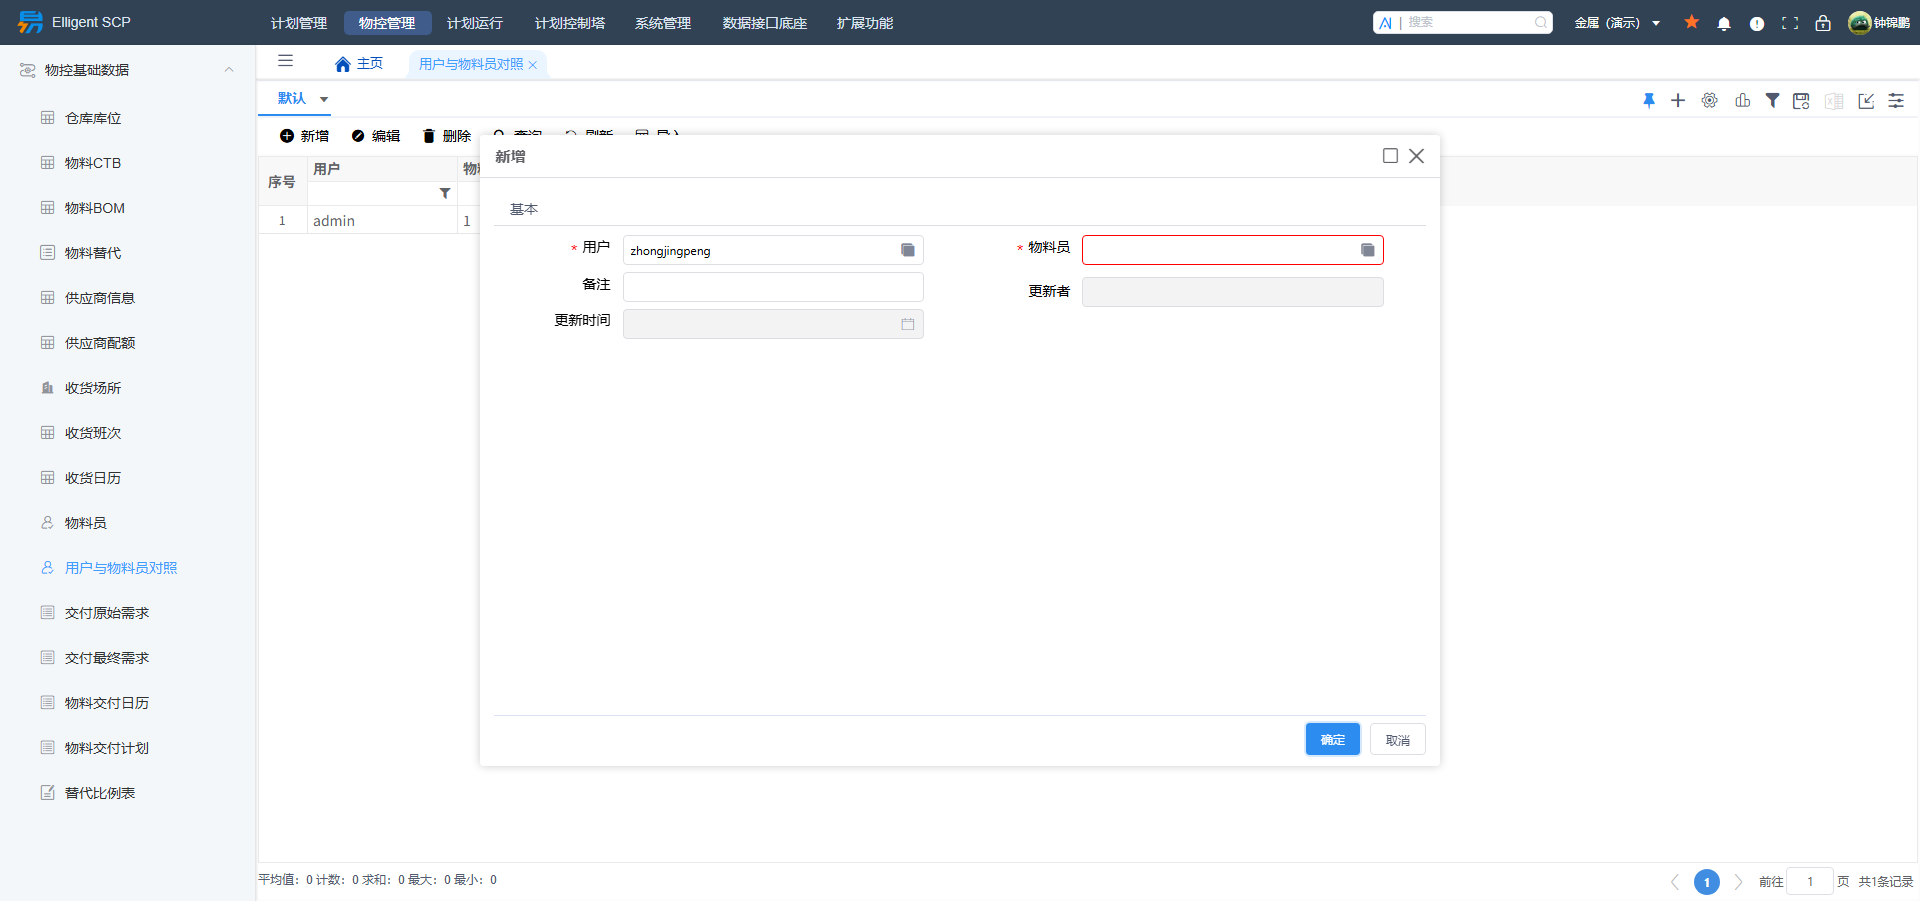 Elligent SCP
计划管理
物控管理
计划运行
计划控制塔
系统管理
数据接口底座
扩展功能
AI | 搜索
金属（演示）
钟锦鹏
物控基础数据
仓库库位
物料CTB
物料BOM
物料替代
供应商信息
供应商配额
收货场所
收货班次
收货日历
物料员
用户与物料员对照
交付原始需求
交付最终需求
物料交付日历
物料交付计划
替代比例表
主页
用户与物料员对照
默认
新增
编辑
删除
查询
刷新
导入
序号
用户
1
admin
1
新增
基本
* 用户
zhongjingpeng
* 物料员
备注
更新者
更新时间
确定
取消
平均值：0 计数：0 求和：0 最大：0 最小：0
1
前往 1 页
共1条记录